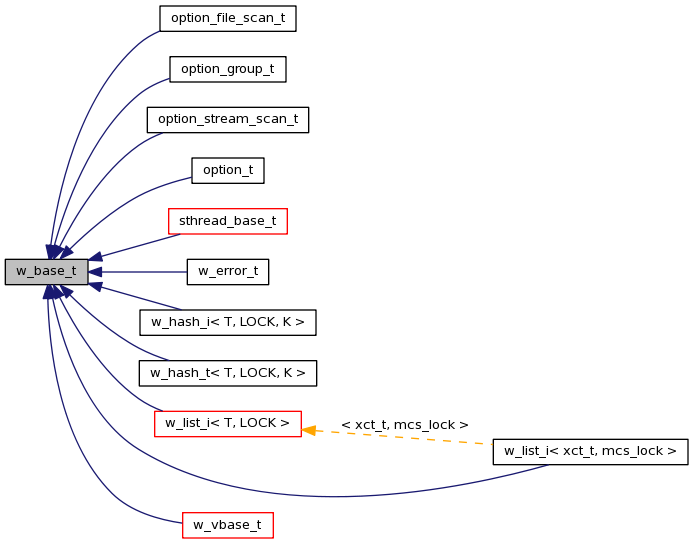 option_file_scan_t
option_group_t
option_stream_scan_t
option_t
sthread_base_t
w_base_t
w_error_t
w_hash_i< T, LOCK, K >
w_hash_t< T, LOCK, K >
w_list_i< T, LOCK >
< xct_t, mcs_lock >
w_list_i< xct_t, mcs_lock >
w_vbase_t